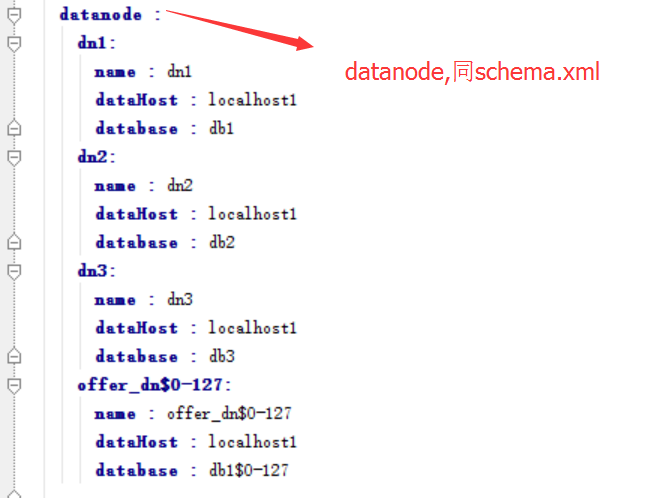 datanode :
dn1:
name : dn1
dataHost : localhost1
database : db1
dn2:
name : dn2
dataHost : localhost1
database : db2
dn3:
name : dn3
dataHost : localhost1
database : db3
offer_dn$0-127:
name : offer_dn$0-127
dataHost : localhost1
database : db1$0-127
datanode,同schema.xml